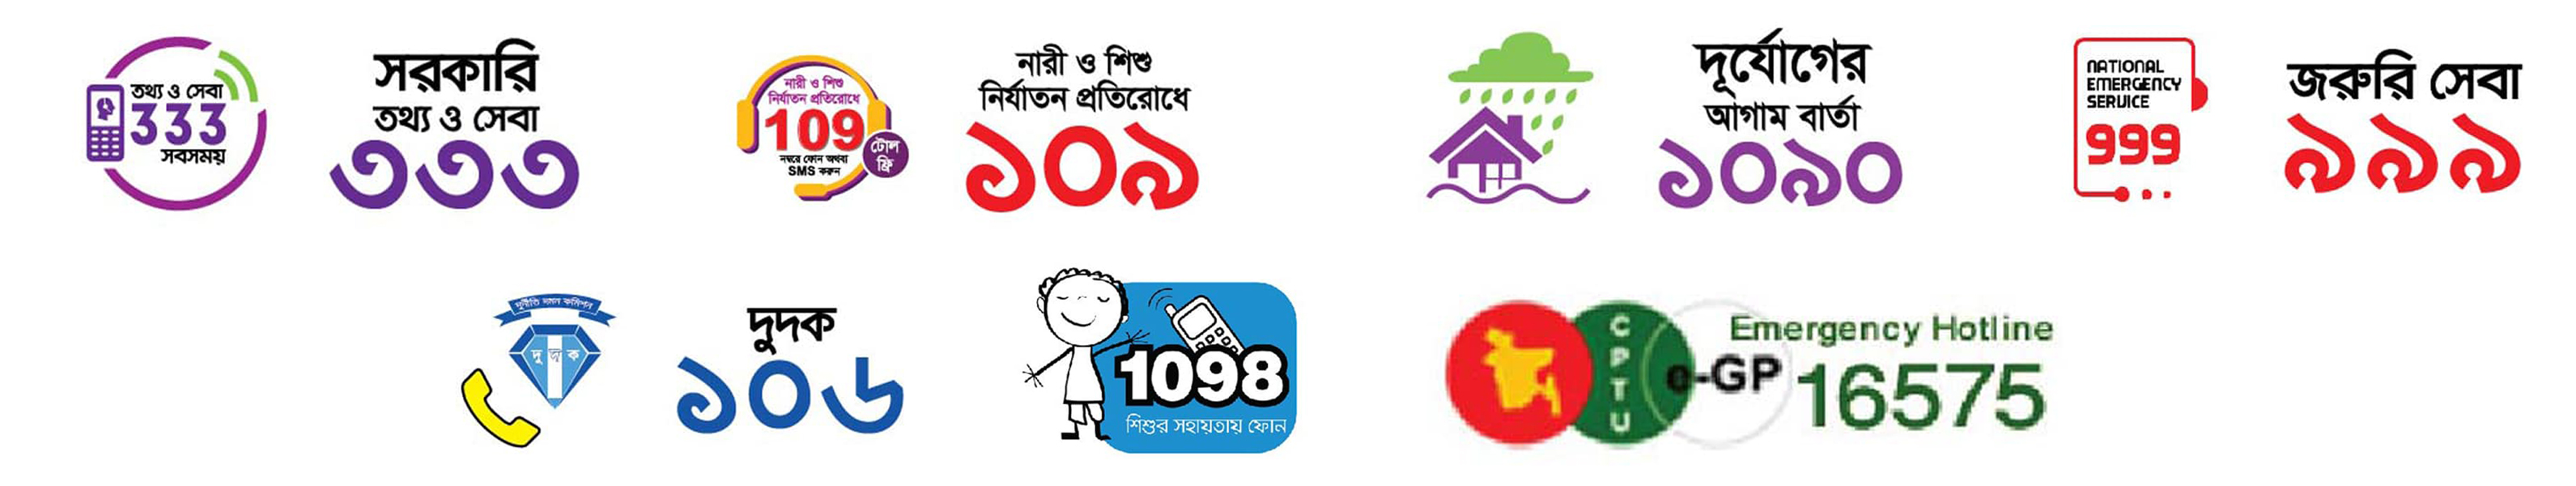 তথ্য ও সেবা
333
সবসময়
সরকারি
তথ্য ও সেবা
৩৩৩
নারী ও শিশু
নির্যাতন প্রতিরোধে
109
নম্বরে ফোন অথবা
SMS করুন
টোল
ফ্রি
নারী ও শিশু
নির্যাতন প্রতিরোধে
১০৯
দূর্যোগের
আগাম বার্তা
১০৯০
NATIONAL
EMERGENCY
SERVICE
999
জরুরি সেবা
৯৯৯
দুর্নীতি দমন কমিশন
দুদক
দুদক
১০৬
1098
শিশুর সহায়তায় ফোন
CPTU
e-GP
Emergency Hotline
16575